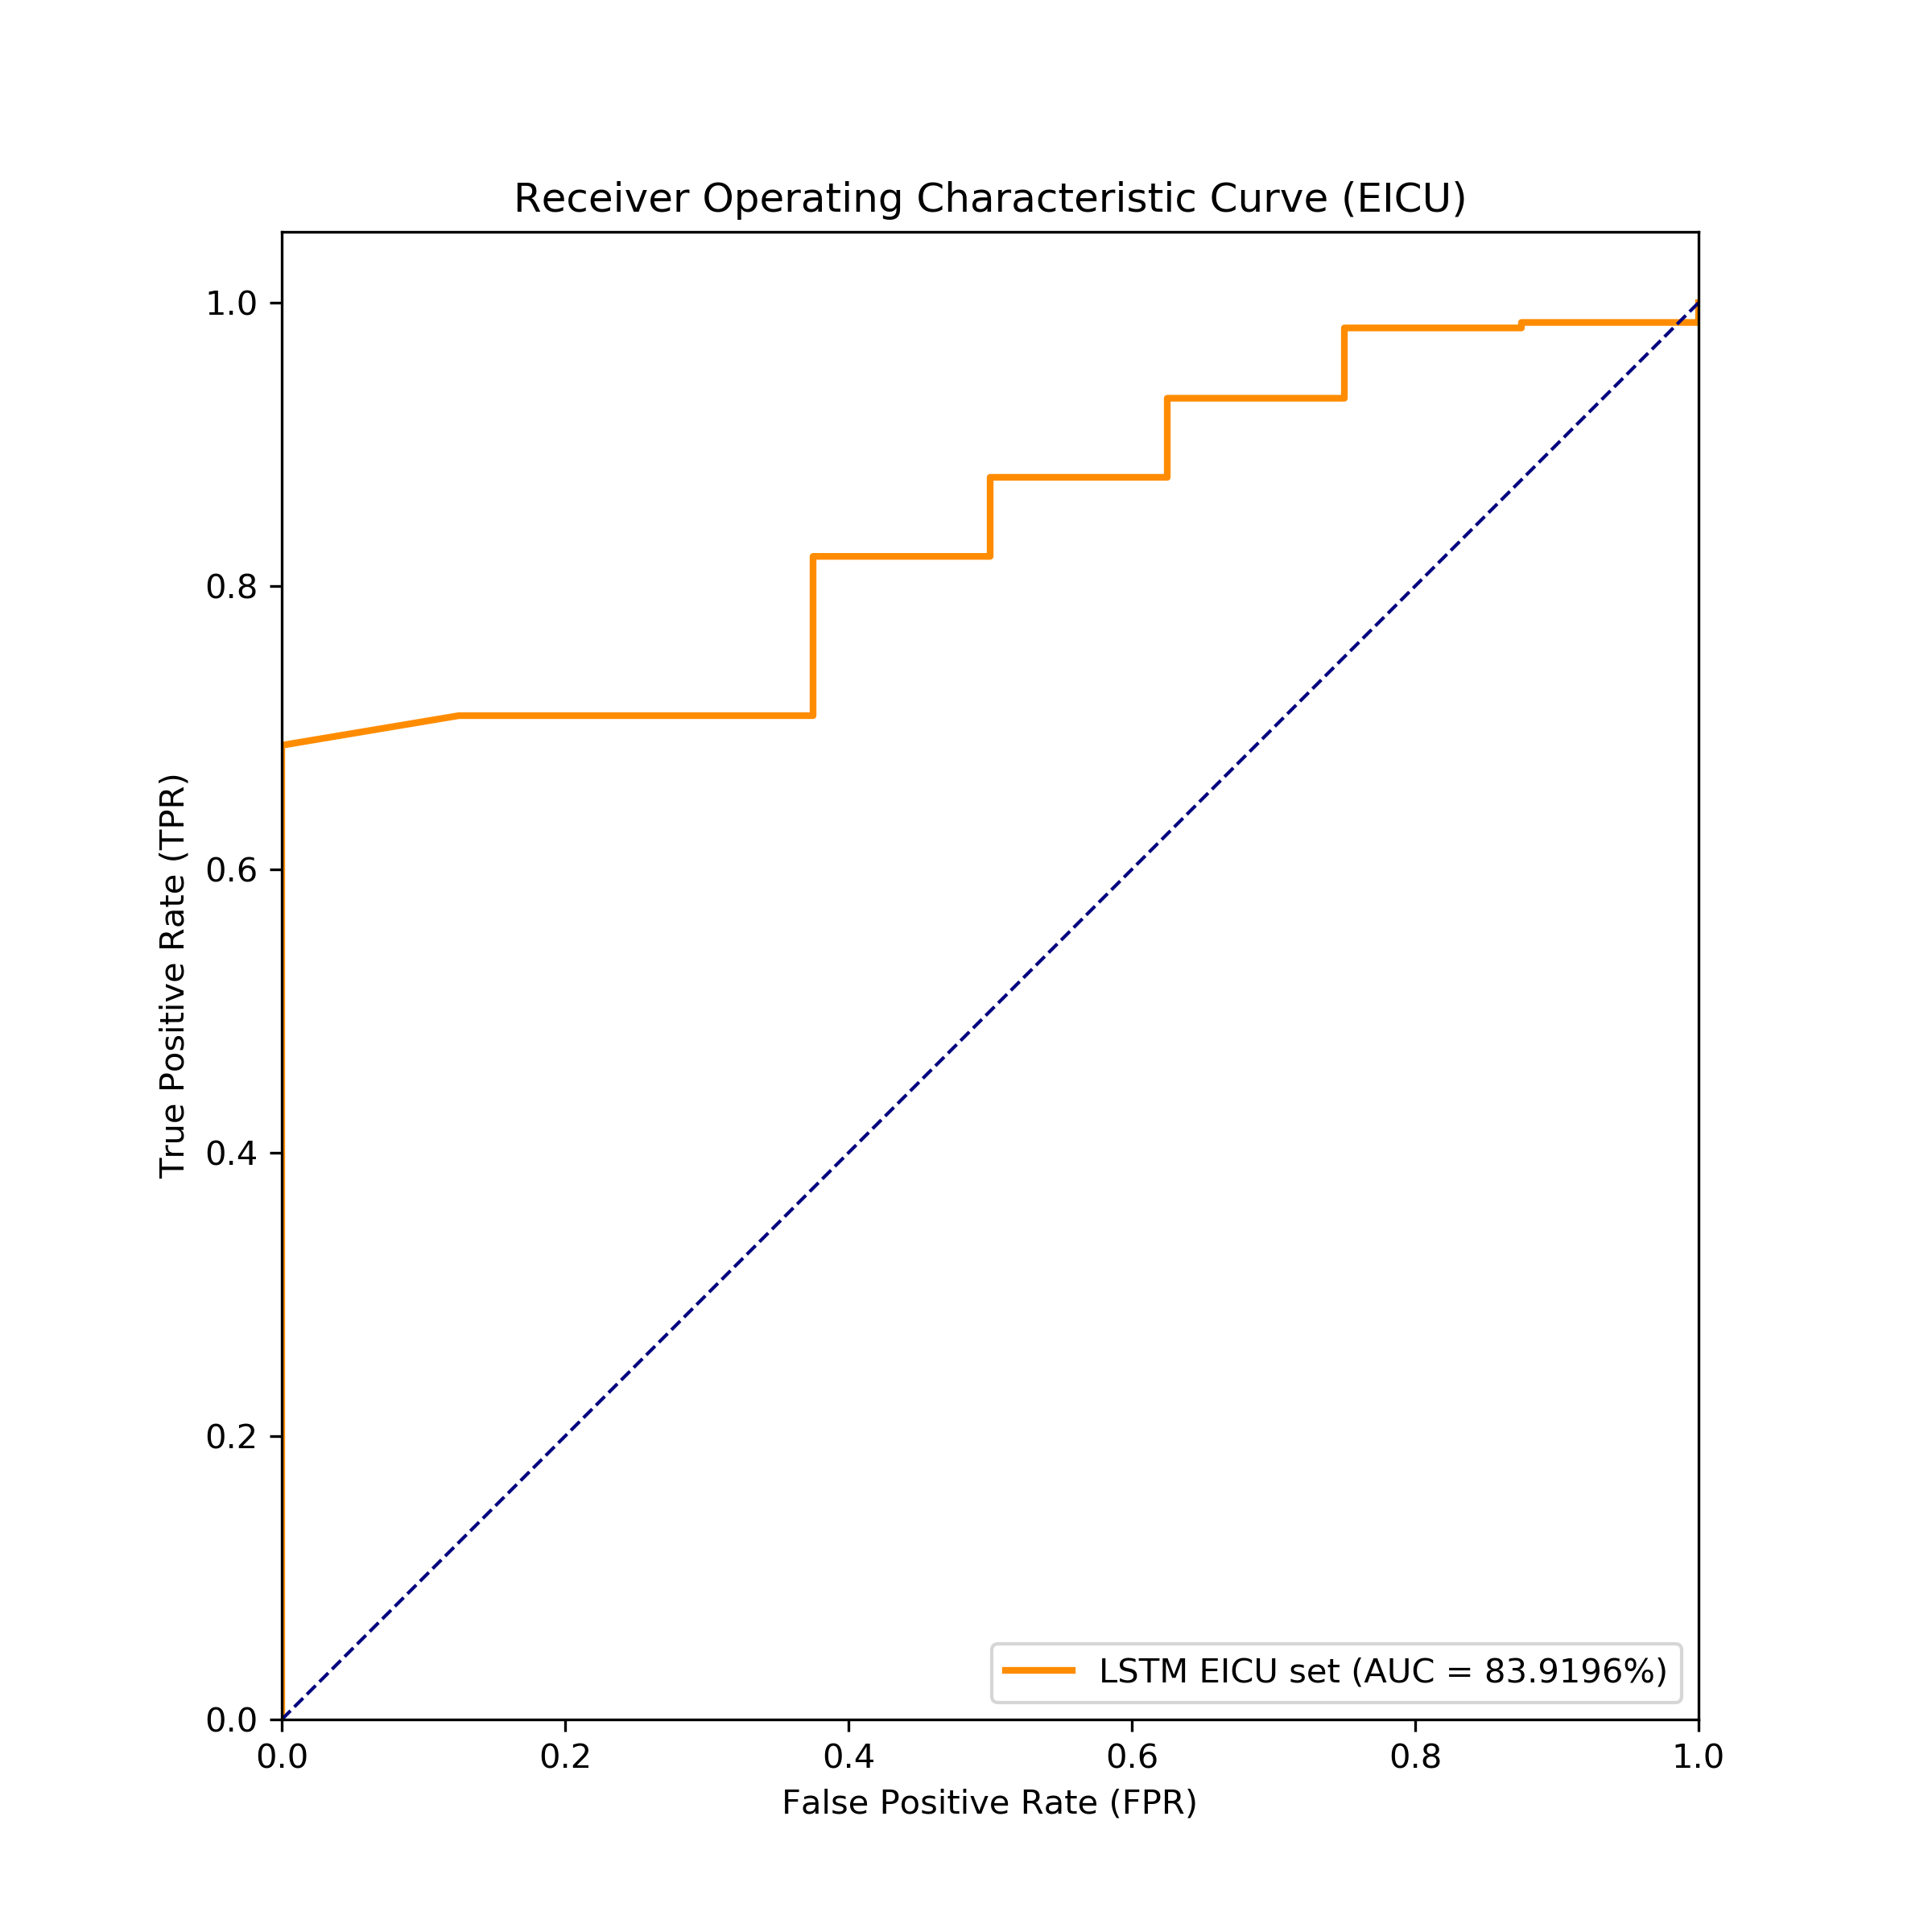 Receiver Operating Characteristic Curve (EICU)
1.0
0.8
0.6
0.4
0.2
0.0
True Positive Rate (TPR)
LSTM EICU set (AUC = 83.9196%)
0.0 0.2 0.4 0.6 0.8 1.0
False Positive Rate (FPR)